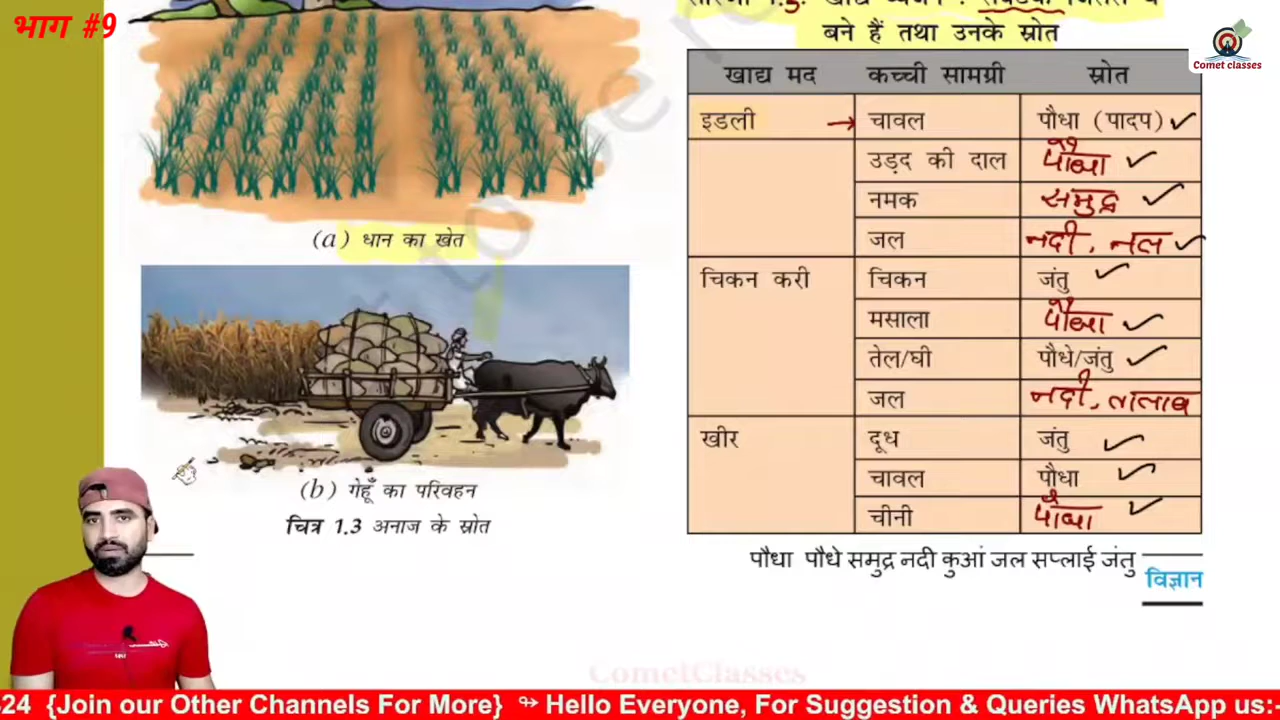 भाग #9
बने हैं तथा उनके स्रोत
Comet classes
खाद्य मद कच्ची सामग्री स्रोत
इडली चावल पौधा (पादप)
उड़द की दाल पौधा
नमक समुद्र
जल नदी, नल
चिकन करी चिकन जंतु
मसाला पौधा
तेल/घी पौधे/जंतु
जल नदी, तालाब
खीर दूध जंतु
चावल पौधा
चीनी पौधा
(a) धान का खेत
(b) गेहूँ का परिवहन
चित्र 1.3 अनाज के स्रोत
पौधा पौधे समुद्र नदी कुआं जल सप्लाई जंतु
विज्ञान
CometClasses
24 {Join our Other Channels For More} ↬ Hello Everyone, For Suggestion & Queries WhatsApp us:-